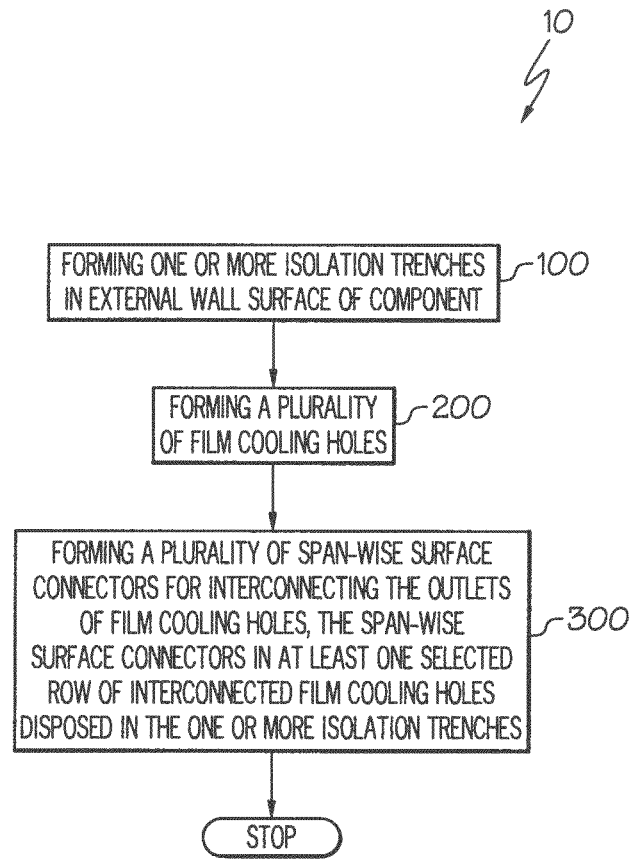 10
FORMING ONE OR MORE ISOLATION TRENCHES
IN EXTERNAL WALL SURFACE OF COMPONENT
100
FORMING A PLURALITY
OF FILM COOLING HOLES
200
FORMING A PLURALITY OF SPAN-WISE SURFACE
CONNECTORS FOR INTERCONNECTING THE OUTLETS
OF FILM COOLING HOLES, THE SPAN-WISE
SURFACE CONNECTORS IN AT LEAST ONE SELECTED
ROW OF INTERCONNECTED FILM COOLING HOLES
DISPOSED IN THE ONE OR MORE ISOLATION TRENCHES
300
STOP